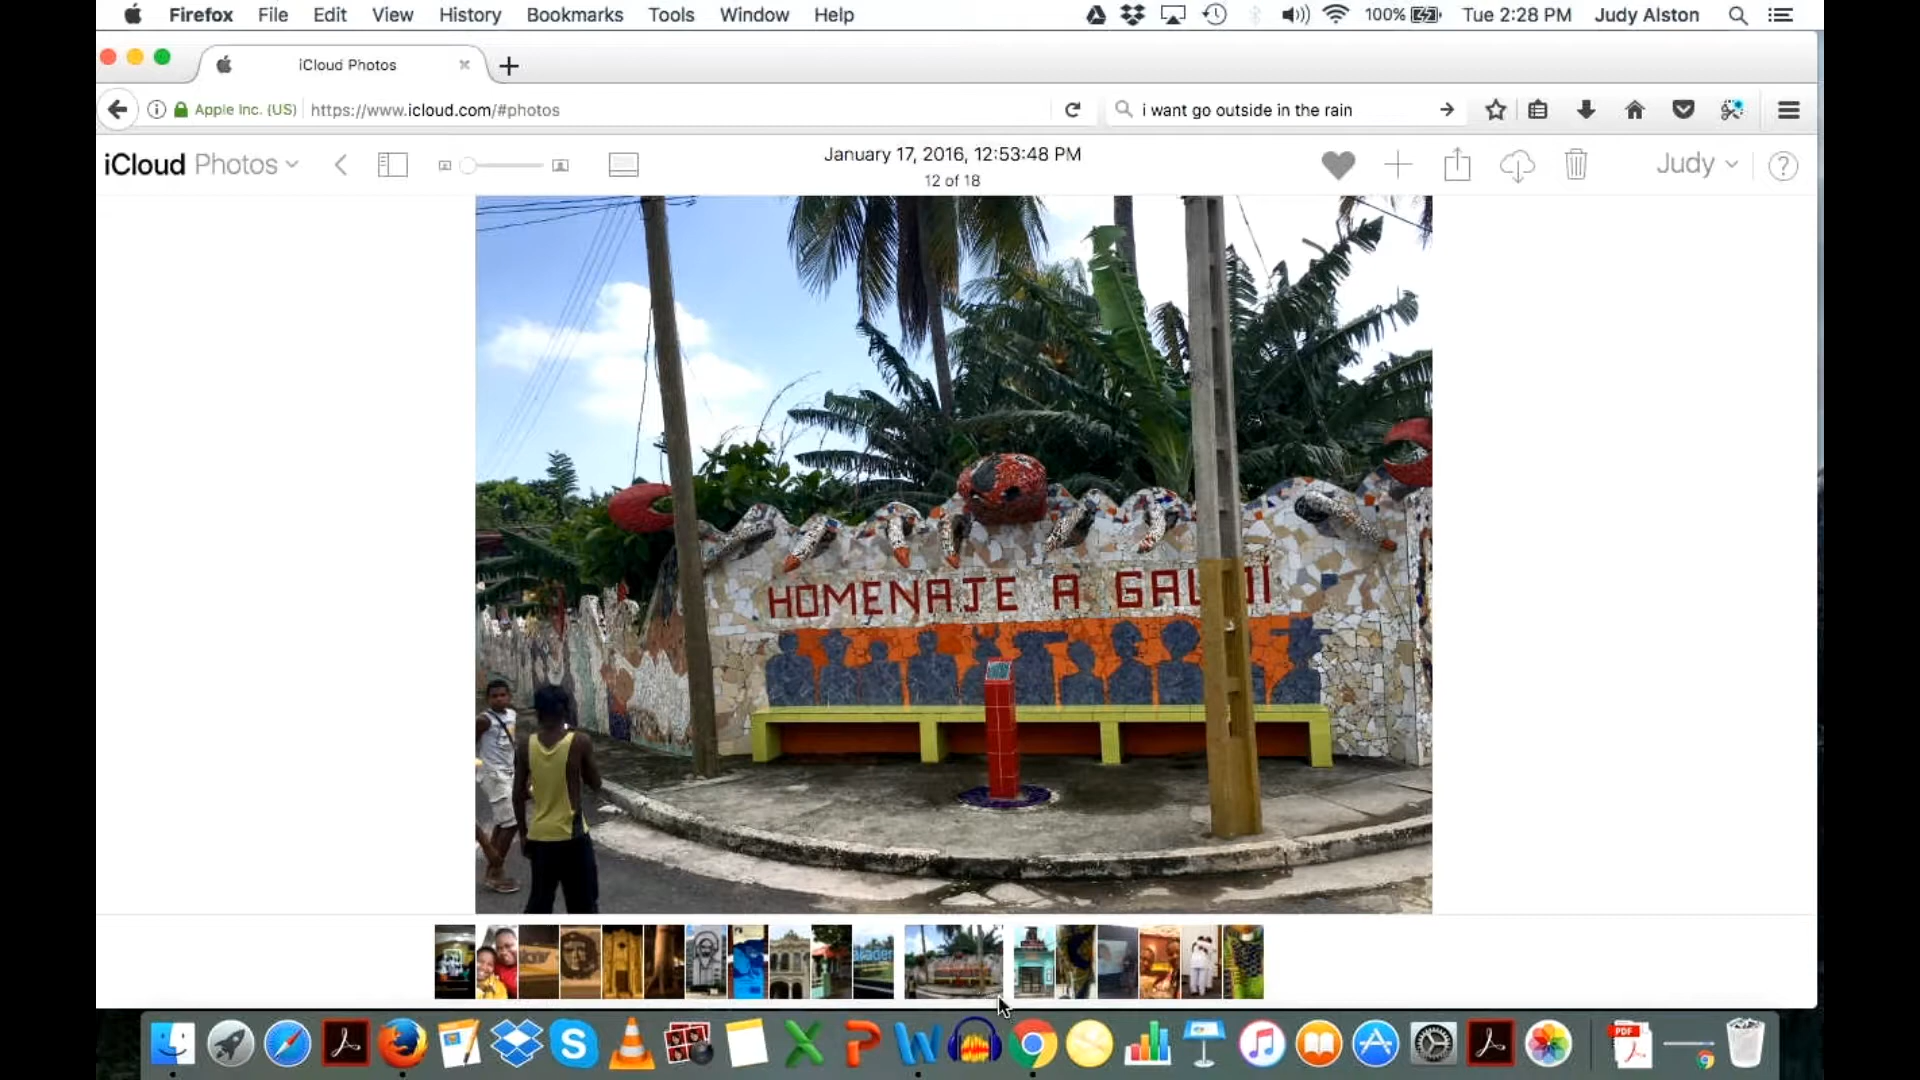 Firefox File Edit View History Bookmarks Tools Window Help 100% Tue 2:28 PM Judy Alston
iCloud Photos
Apple Inc. (US) https://www.icloud.com/#photos i want go outside in the rain
iCloud Photos January 17, 2016, 12:53:48 PM Judy
12 of 18
HOMENAJE A GAUDÍ
PDF